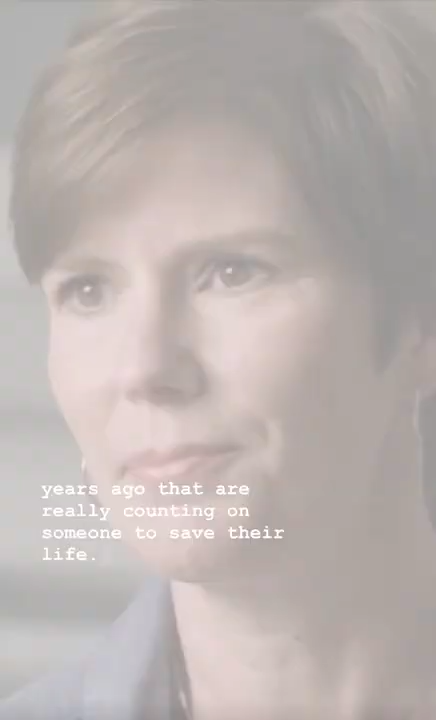 years ago that are
really counting on
someone to save their
life.